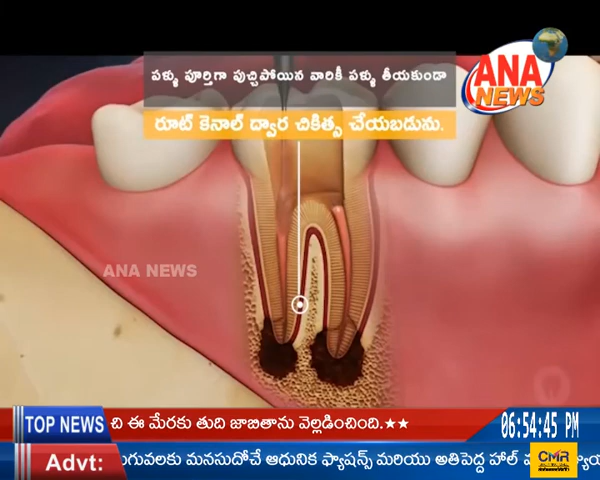 పళ్ళు పూర్తిగా పుచ్చిపోయిన వారికీ పళ్ళు తీయకుండా
రూట్ కెనాల్ ద్వార చికిత్స చేయబడును.
ANA
NEWS
ANA NEWS
TOP NEWS
చి ఈ మేరకు తుది జాబితాను వెల్లడించింది.★★
06:54:45 PM
Advt:
గువలకు మనసుదోచే ఆధునిక ఫ్యాషన్స్ మరియు అతిపెద్ద హాల్
CMR